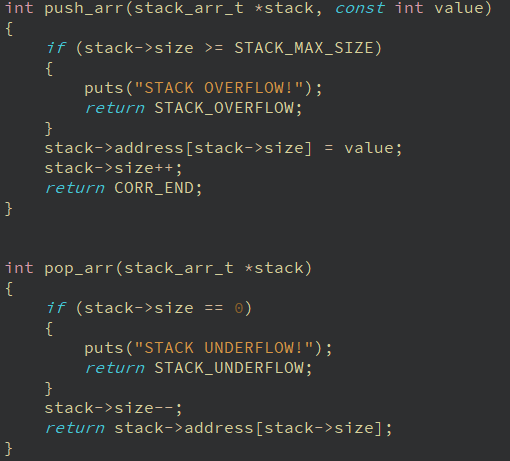 int push_arr(stack_arr_t *stack, const int value)
{
    if (stack->size >= STACK_MAX_SIZE)
    {
        puts("STACK OVERFLOW!");
        return STACK_OVERFLOW;
    }
    stack->address[stack->size] = value;
    stack->size++;
    return CORR_END;
}

int pop_arr(stack_arr_t *stack)
{
    if (stack->size == 0)
    {
        puts("STACK UNDERFLOW!");
        return STACK_UNDERFLOW;
    }
    stack->size--;
    return stack->address[stack->size];
}